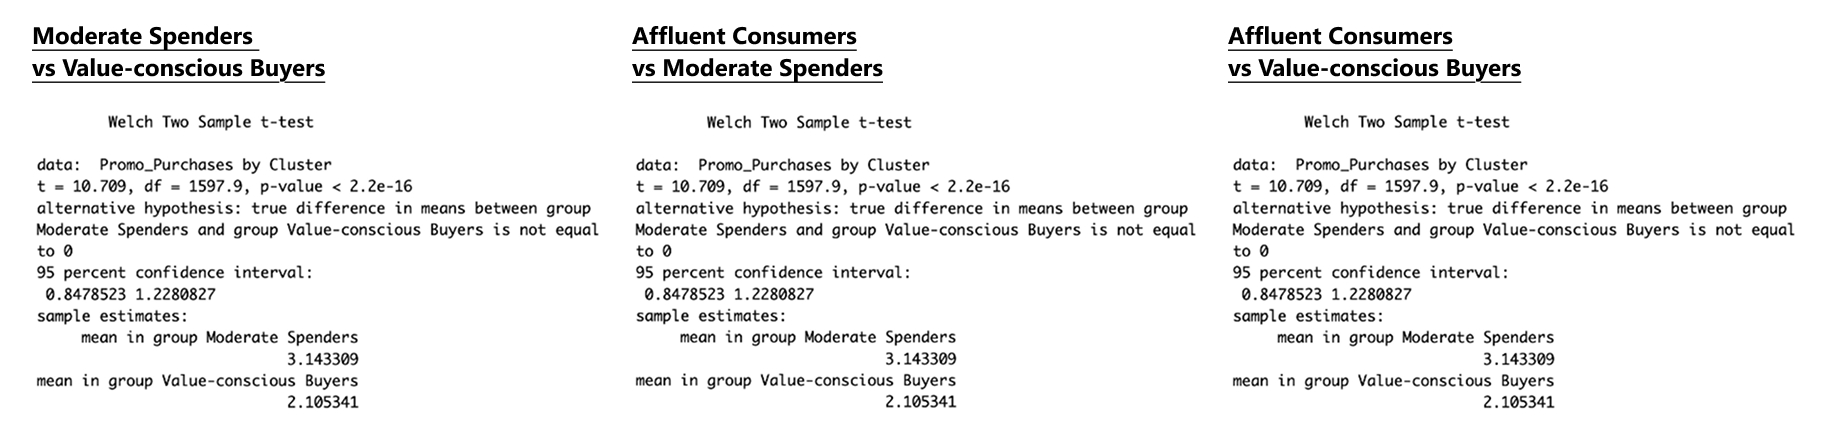 Moderate Spenders
vs Value-conscious Buyers
Welch Two Sample t-test
data:  Promo_Purchases by Cluster
t = 10.709, df = 1597.9, p-value < 2.2e-16
alternative hypothesis: true difference in means between group
Moderate Spenders and group Value-conscious Buyers is not equal
to 0
95 percent confidence interval:
0.8478523 1.2280827
sample estimates:
mean in group Moderate Spenders
3.143309
mean in group Value-conscious Buyers
2.105341
Affluent Consumers
vs Moderate Spenders
Welch Two Sample t-test
data:  Promo_Purchases by Cluster
t = 10.709, df = 1597.9, p-value < 2.2e-16
alternative hypothesis: true difference in means between group
Moderate Spenders and group Value-conscious Buyers is not equal
to 0
95 percent confidence interval:
0.8478523 1.2280827
sample estimates:
mean in group Moderate Spenders
3.143309
mean in group Value-conscious Buyers
2.105341
Affluent Consumers
vs Value-conscious Buyers
Welch Two Sample t-test
data:  Promo_Purchases by Cluster
t = 10.709, df = 1597.9, p-value < 2.2e-16
alternative hypothesis: true difference in means between group
Moderate Spenders and group Value-conscious Buyers is not equal
to 0
95 percent confidence interval:
0.8478523 1.2280827
sample estimates:
mean in group Moderate Spenders
3.143309
mean in group Value-conscious Buyers
2.105341